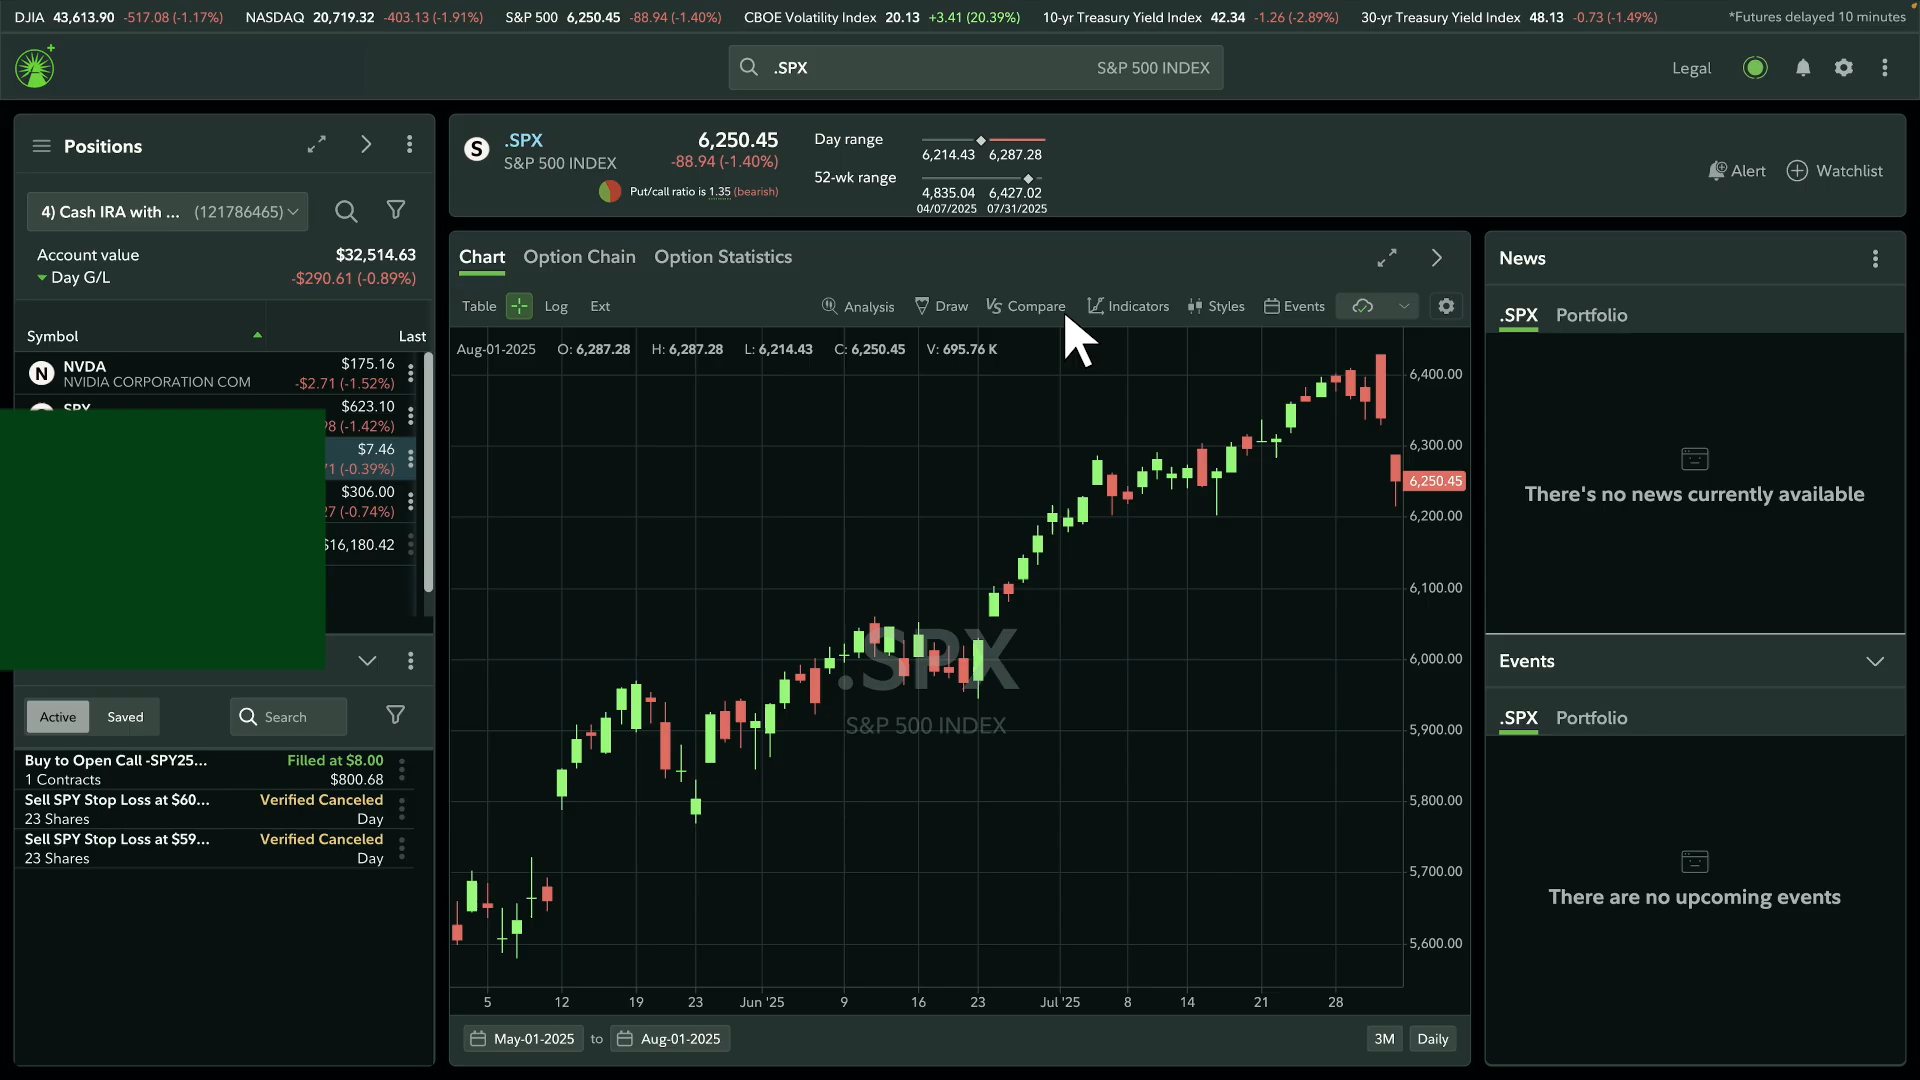 DJIA 43,613.90 -517.08 (-1.17%) NASDAQ 20,719.32 -403.13 (-1.91%) S&P 500 6,250.45 -88.94 (-1.40%) CBOE Volatility Index 20.13 +3.41 (20.39%) 10-yr Treasury Yield Index 42.34 -1.26 (-2.89%) 30-yr Treasury Yield Index 48.13 -0.73 (-1.49%) *Futures delayed 10 minutes
.SPX S&P 500 INDEX
Legal
Positions
4) Cash IRA with ... (121786465)
Account value $32,514.63
Day G/L -$290.61 (-0.89%)
Symbol Last
NVDA $175.16
NVIDIA CORPORATION COM -$2.71 (-1.52%)
SPY $623.10
98 (-1.42%)
$7.46
71 (-0.39%)
$306.00
27 (-0.74%)
$16,180.42
Active Saved Search
Buy to Open Call -SPY25... Filled at $8.00
1 Contracts $800.68
Sell SPY Stop Loss at $60... Verified Canceled
23 Shares Day
Sell SPY Stop Loss at $59... Verified Canceled
23 Shares Day
S .SPX 6,250.45
S&P 500 INDEX -88.94 (-1.40%)
Put/call ratio is 1.35 (bearish)
Day range
6,214.43 6,287.28
52-wk range
4,835.04 6,427.02
04/07/2025 07/31/2025
Alert Watchlist
Chart Option Chain Option Statistics
Table Log Ext Analysis Draw Vs Compare Indicators Styles Events
Aug-01-2025 O: 6,287.28 H: 6,287.28 L: 6,214.43 C: 6,250.45 V: 695.76 K
6,400.00
6,300.00
6,250.45
6,200.00
6,100.00
6,000.00
5,900.00
5,800.00
5,700.00
5,600.00
.SPX
S&P 500 INDEX
5 12 19 23 Jun '25 9 16 23 Jul '25 8 14 21 28
May-01-2025 to Aug-01-2025 3M Daily
News
.SPX Portfolio
There's no news currently available
Events
.SPX Portfolio
There are no upcoming events